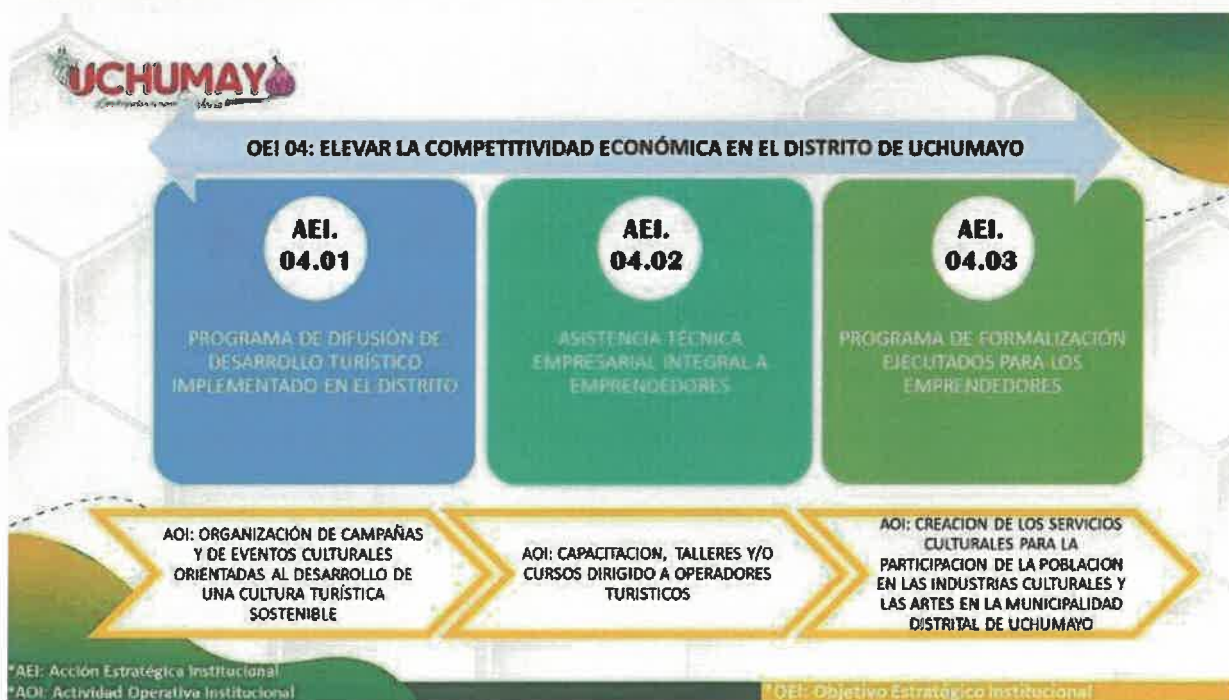 UCHUMAYO
OEI 04: ELEVAR LA COMPETITIVIDAD ECONÓMICA EN EL DISTRITO DE UCHUMAYO
AEI.
04.01
PROGRAMA DE DIFUSIÓN DE
DESARROLLO TURÍSTICO
IMPLEMENTADO EN EL DISTRITO
AEI.
04.02
ASISTENCIA TÉCNICA
EMPRESARIAL INTEGRAL A
EMPRENDEDORES
AEI.
04.03
PROGRAMA DE FORMALIZACIÓN
EJECUTADOS PARA LOS
EMPRENDEDORES
AOI: ORGANIZACIÓN DE CAMPAÑAS
Y DE EVENTOS CULTURALES
ORIENTADAS AL DESARROLLO DE
UNA CULTURA TURÍSTICA
SOSTENIBLE
AOI: CAPACITACION, TALLERES Y/O
CURSOS DIRIGIDO A OPERADORES
TURISTICOS
AOI: CREACION DE LOS SERVICIOS
CULTURALES PARA LA
PARTICIPACION DE LA POBLACION
EN LAS INDUSTRIAS CULTURALES Y
LAS ARTES EN LA MUNICIPALIDAD
DISTRITAL DE UCHUMAYO
*AEI: Acción Estratégica Institucional
*AOI: Actividad Operativa Institucional
*OEI: Objetivo Estratégico Institucional